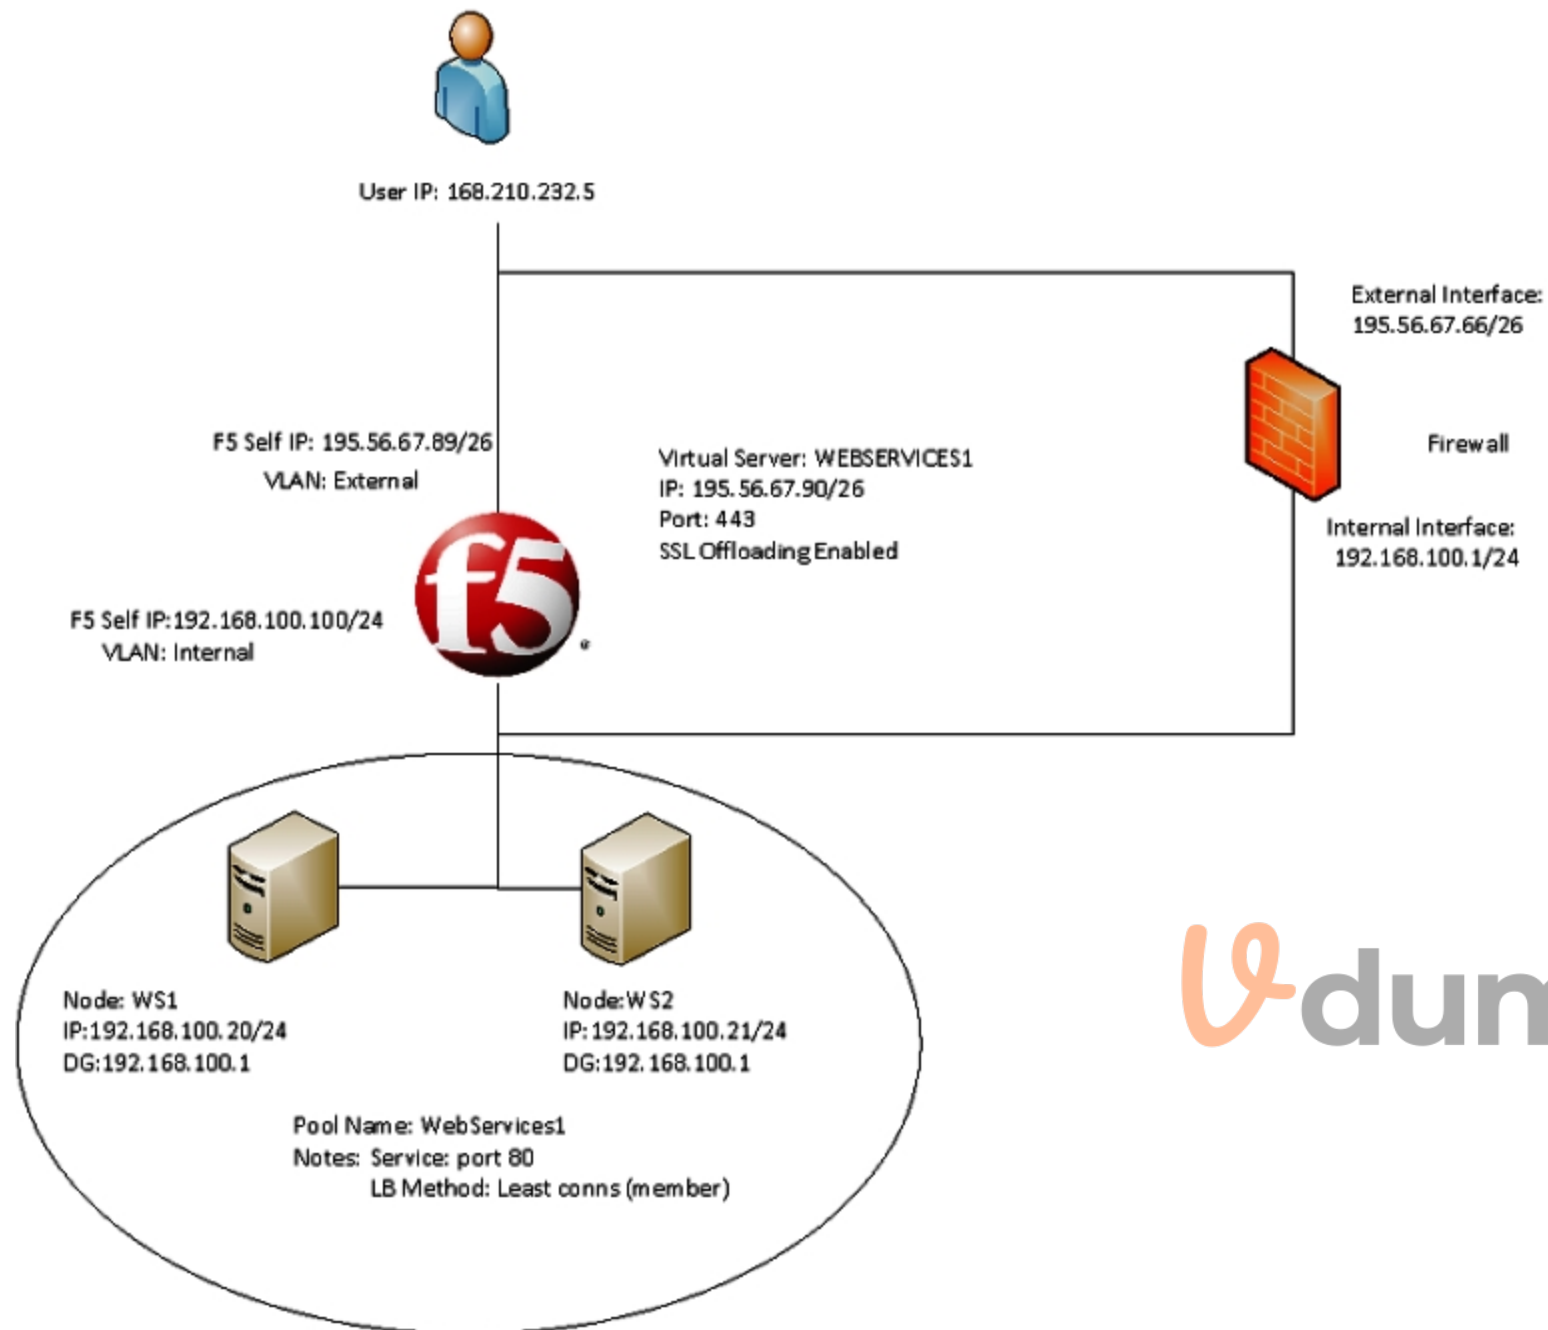 User IP: 168.210.232.5
External Interface:
195.56.67.66/26
F5 Self IP: 195.56.67.89/26
VLAN: External
Virtual Server: WEBSERVICES1
IP: 195.56.67.90/26
Port: 443
SSL Offloading Enabled
Firewall
f5
Internal Interface:
192.168.100.1/24
F5 Self IP:192.168.100.100/24
VLAN: Internal
Node: WS1
IP:192.168.100.20/24
DG:192.168.100.1
Node:WS2
IP:192.168.100.21/24
DG:192.168.100.1
Pool Name: WebServices1
Notes: Service: port 80
LB Method: Least conns (member)
Vdum